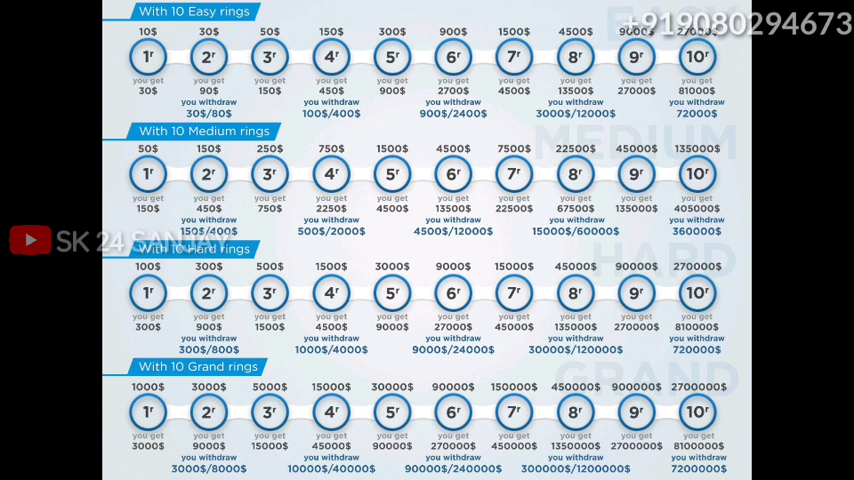 With 10 Easy rings
EASY
+919080294673
10$ 30$ 50$ 150$ 300$ 900$ 1500$ 4500$ 9000$ 27000$
1r 2r 3r 4r 5r 6r 7r 8r 9r 10r
you get you get you get you get you get you get you get you get you get you get
30$ 90$ 150$ 450$ 900$ 2700$ 4500$ 13500$ 27000$ 81000$
you withdraw you withdraw you withdraw you withdraw you withdraw
30$/80$ 100$/400$ 900$/2400$ 3000$/12000$ 72000$
With 10 Medium rings
MEDIUM
50$ 150$ 250$ 750$ 1500$ 4500$ 7500$ 22500$ 45000$ 135000$
1r 2r 3r 4r 5r 6r 7r 8r 9r 10r
you get you get you get you get you get you get you get you get you get you get
150$ 450$ 750$ 2250$ 4500$ 13500$ 22500$ 67500$ 135000$ 405000$
you withdraw you withdraw you withdraw you withdraw you withdraw
150$/400$ 500$/2000$ 4500$/12000$ 15000$/60000$ 360000$
SK 24 SANJAY
With 10 Hard rings
HARD
100$ 300$ 500$ 1500$ 3000$ 9000$ 15000$ 45000$ 90000$ 270000$
1r 2r 3r 4r 5r 6r 7r 8r 9r 10r
you get you get you get you get you get you get you get you get you get you get
300$ 900$ 1500$ 4500$ 9000$ 27000$ 45000$ 135000$ 270000$ 810000$
you withdraw you withdraw you withdraw you withdraw you withdraw
300$/800$ 1000$/4000$ 9000$/24000$ 30000$/120000$ 720000$
With 10 Grand rings
GRAND
1000$ 3000$ 5000$ 15000$ 30000$ 90000$ 150000$ 450000$ 900000$ 2700000$
1r 2r 3r 4r 5r 6r 7r 8r 9r 10r
you get you get you get you get you get you get you get you get you get you get
3000$ 9000$ 15000$ 45000$ 90000$ 270000$ 450000$ 1350000$ 2700000$ 8100000$
you withdraw you withdraw you withdraw you withdraw you withdraw
3000$/8000$ 10000$/40000$ 90000$/240000$ 300000$/1200000$ 7200000$